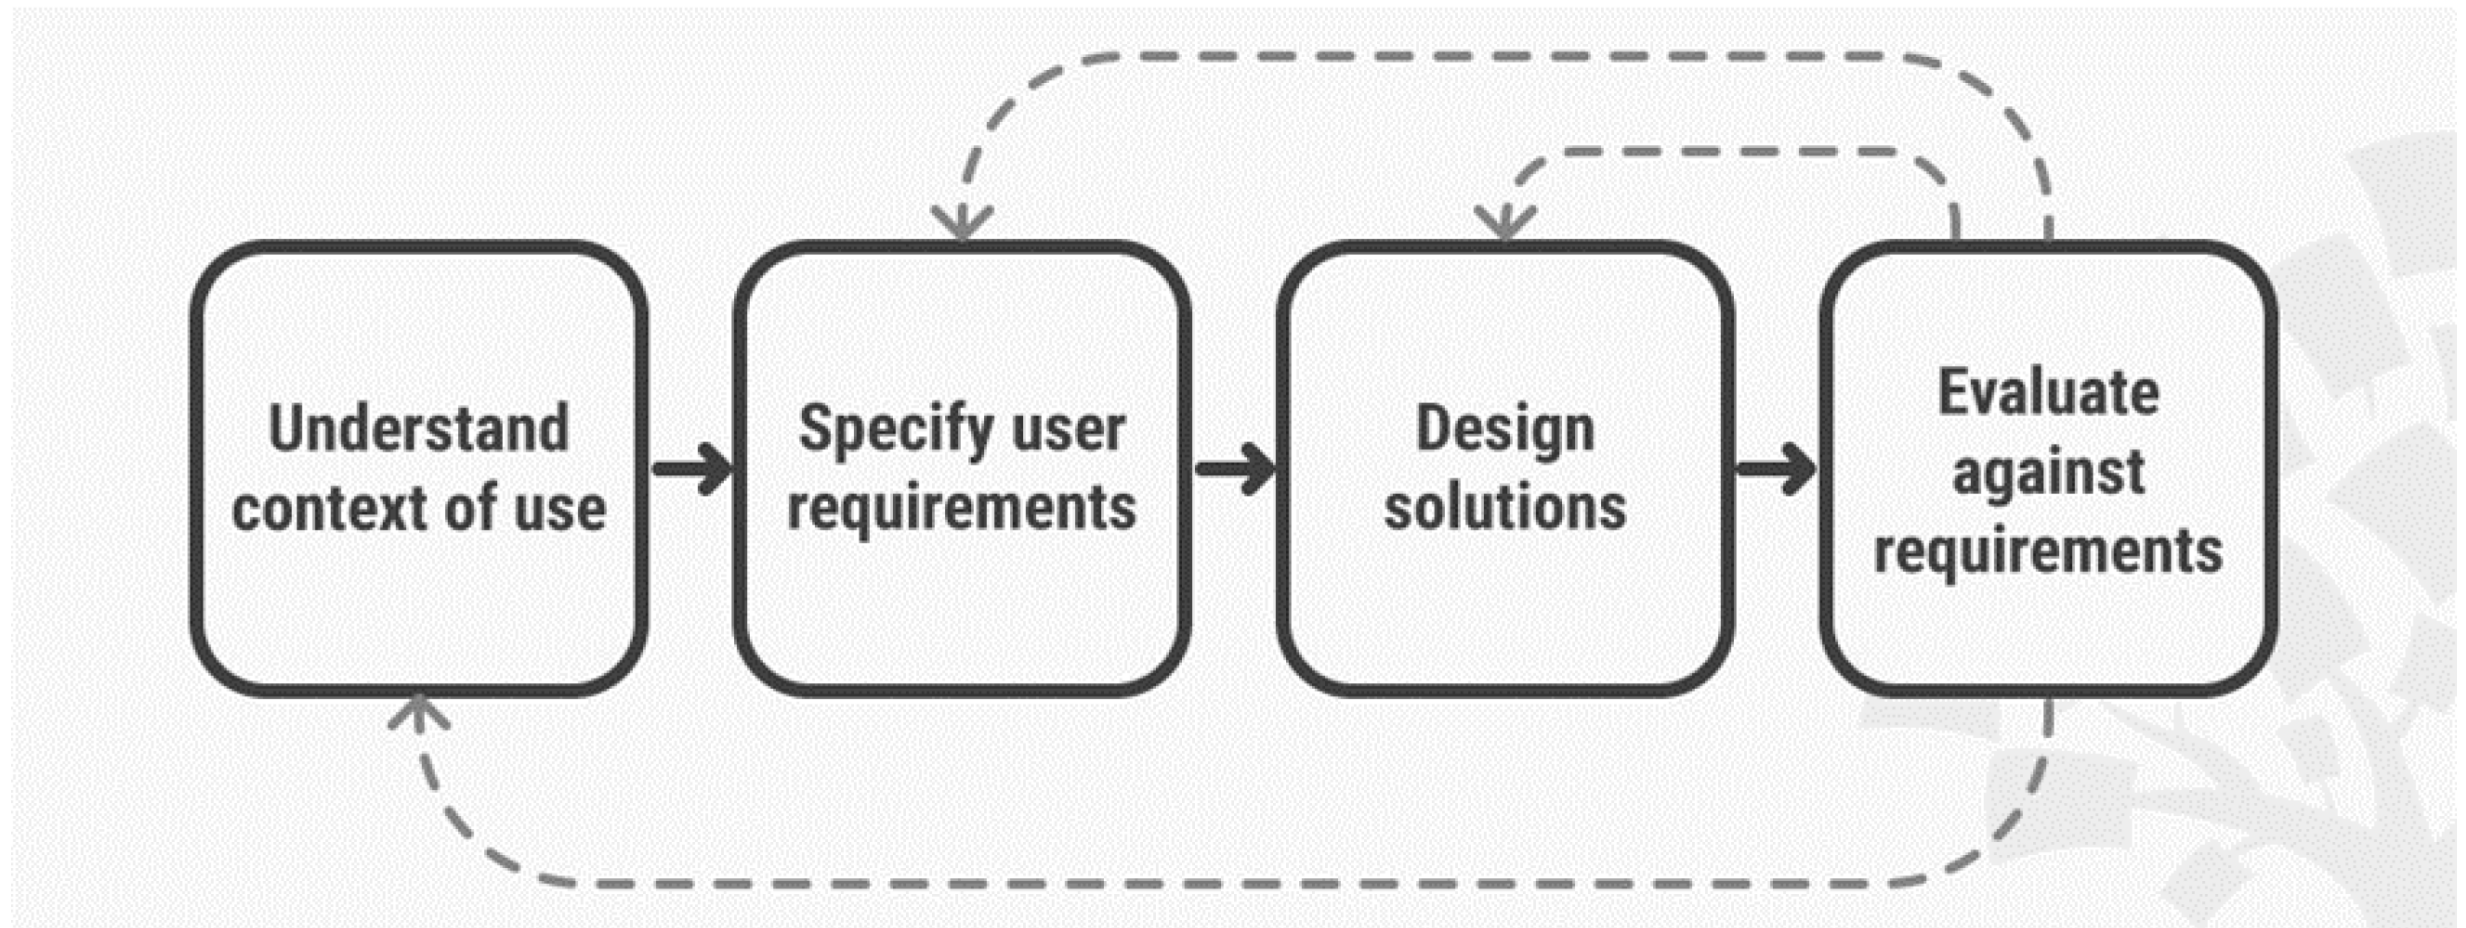 Understand
context of use
Specify user
requirements
Design
solutions
Evaluate
against
requirements